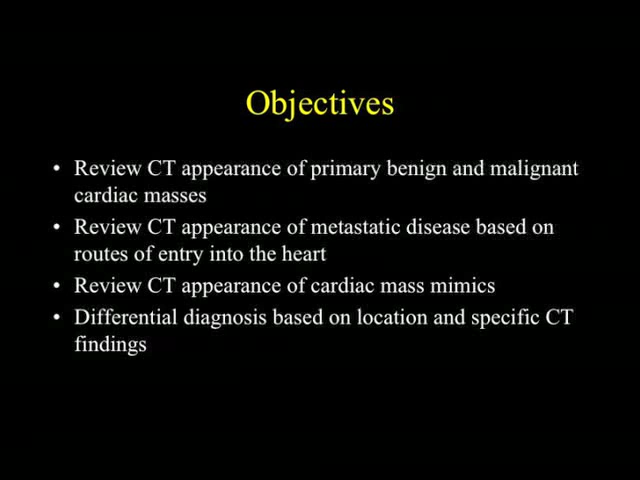 Objectives
• Review CT appearance of primary benign and malignant
cardiac masses
• Review CT appearance of metastatic disease based on
routes of entry into the heart
• Review CT appearance of cardiac mass mimics
• Differential diagnosis based on location and specific CT
findings